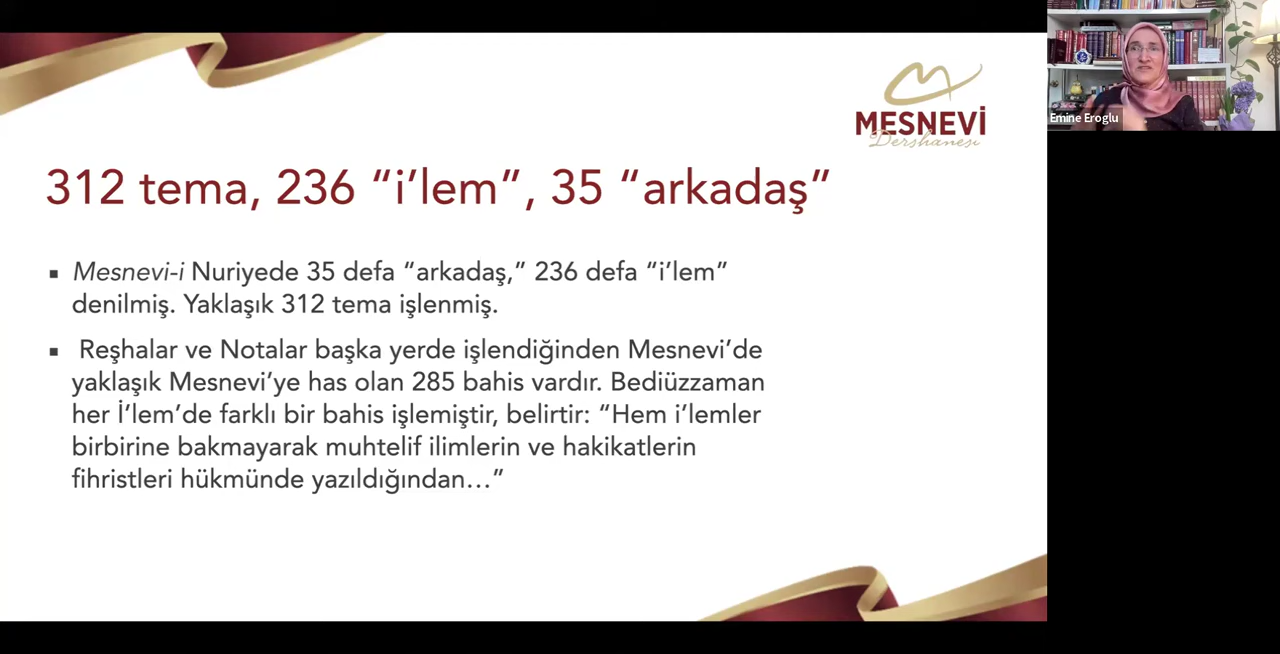 MESNEVİ
Dershanesi
Emine Eroglu
312 tema, 236 “i’lem”, 35 “arkadaş”
▪ Mesnevi-i Nuriyede 35 defa “arkadaş,” 236 defa “i’lem”
denilmiş. Yaklaşık 312 tema işlenmiş.
▪ Reşhalar ve Notalar başka yerde işlendiğinden Mesnevi’de
yaklaşık Mesnevi’ye has olan 285 bahis vardır. Bediüzzaman
her İ’lem’de farklı bir bahis işlemiştir, belirtir: “Hem i’lemler
birbirine bakmayarak muhtelif ilimlerin ve hakikatlerin
fihristleri hükmünde yazıldığından…”